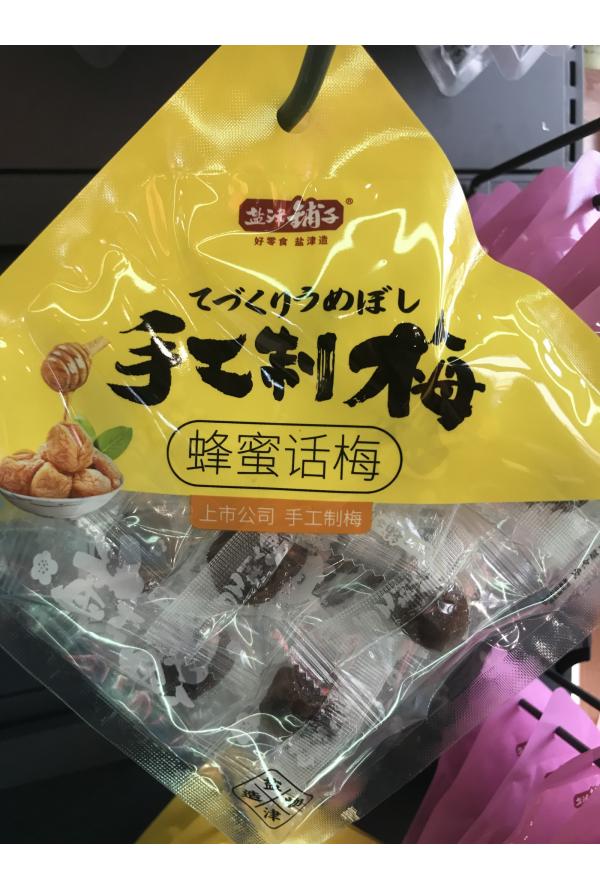 盐津铺子®
好零食 盐津造
てづくりうめぼし
手工制梅
蜂蜜话梅
上市公司 手工制梅